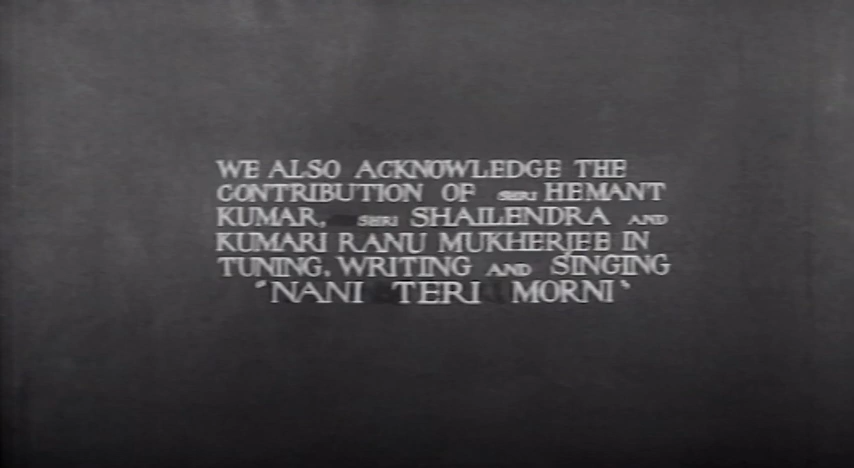 WE ALSO ACKNOWLEDGE THE
CONTRIBUTION OF SHRI HEMANT
KUMAR, SHRI SHAILENDRA AND
KUMARI RANU MUKHERJEE IN
TUNING, WRITING AND SINGING
"NANI TERI MORNI"